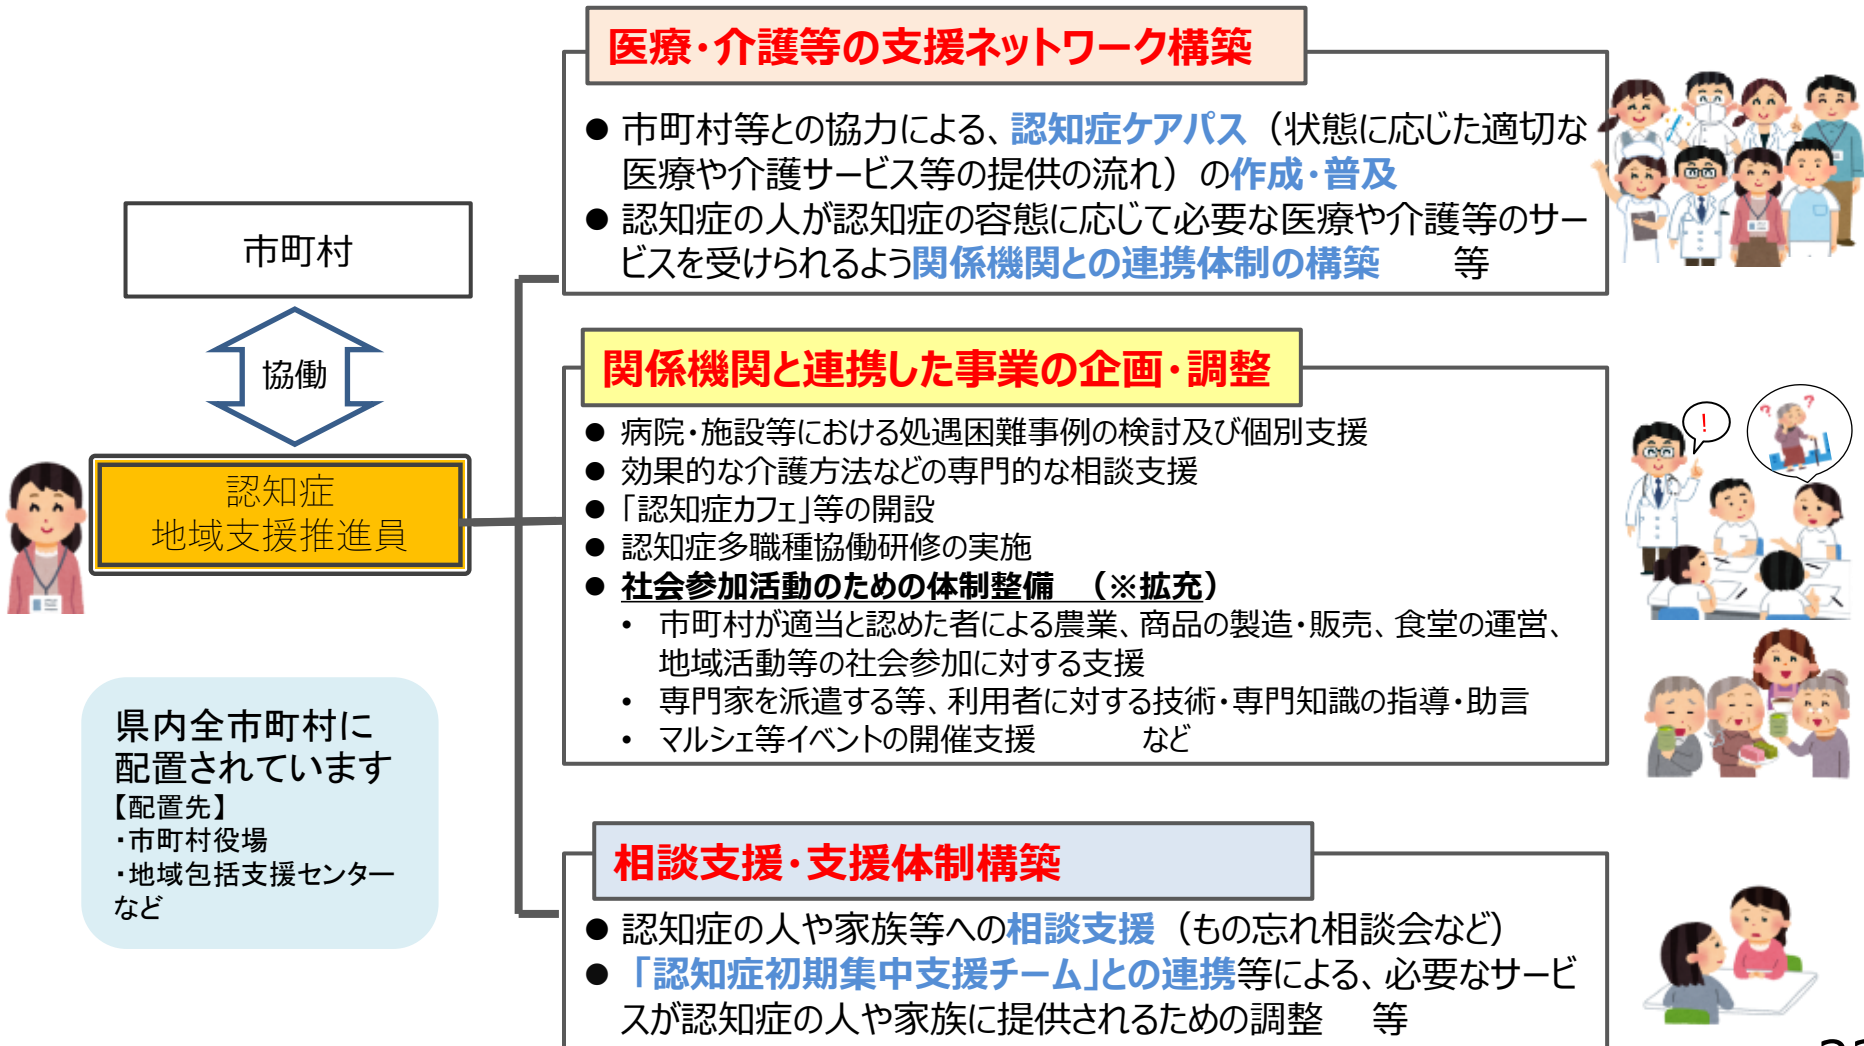 医療・介護等の支援ネットワーク構築
● 市町村等との協力による、認知症ケアパス（状態に応じた適切な
医療や介護サービス等の提供の流れ）の作成・普及
● 認知症の人が認知症の容態に応じて必要な医療や介護等のサー
ビスを受けられるよう関係機関との連携体制の構築　　等
市町村
協働
認知症
地域支援推進員
県内全市町村に
配置されています
【配置先】
・市町村役場
・地域包括支援センター
など
関係機関と連携した事業の企画・調整
● 病院・施設等における処遇困難事例の検討及び個別支援
● 効果的な介護方法などの専門的な相談支援
● 「認知症カフェ」等の開設
● 認知症多職種協働研修の実施
● 社会参加活動のための体制整備　（※拡充）
• 市町村が適当と認めた者による農業、商品の製造・販売、食堂の運営、
地域活動等の社会参加に対する支援
• 専門家を派遣する等、利用者に対する技術・専門知識の指導・助言
• マルシェ等イベントの開催支援　　　など
!
? ?
相談支援・支援体制構築
● 認知症の人や家族等への相談支援（もの忘れ相談会など）
● 「認知症初期集中支援チーム」との連携等による、必要なサービ
スが認知症の人や家族に提供されるための調整　等